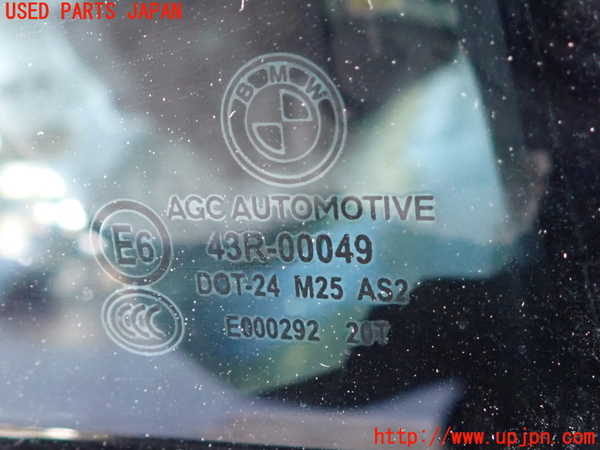 USED PARTS JAPAN
BMW
AGC AUTOMOTIVE
E6
43R-00049
DOT-24 M25 AS2
CCC
E000292 20T
http://www.upjpn.com/